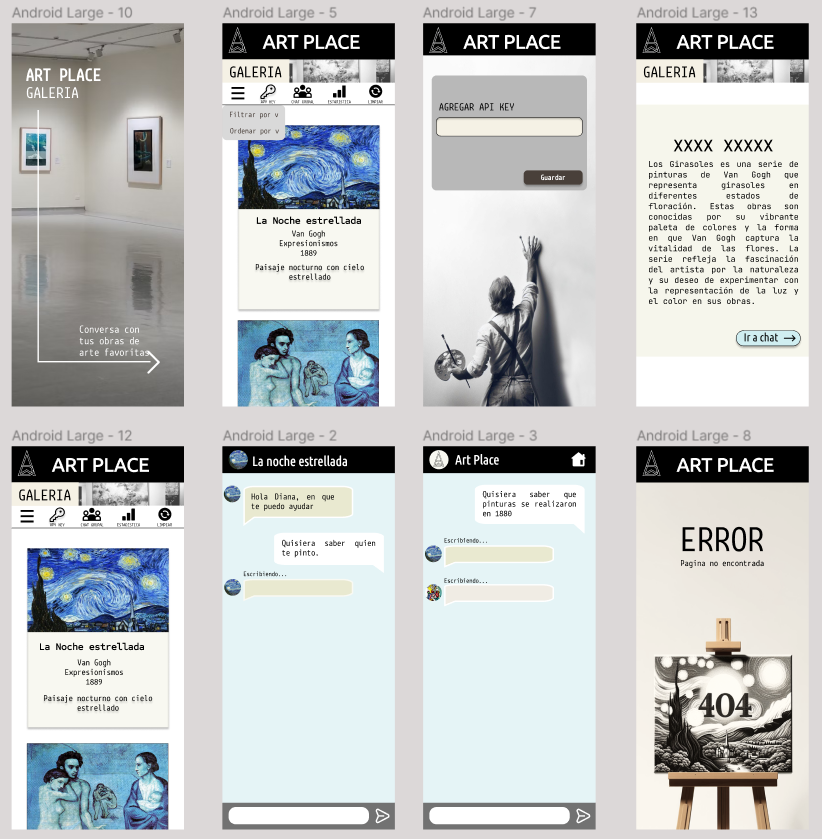 Android Large - 10
ART PLACE
GALERIA
Conversa con
tus obras de
arte favoritas
Android Large - 5
ART PLACE
GALERIA
APY KEY
CHAT GRUPAL
ESTADISTICA
LIMPIAR
Filtrar por v
Ordenar por v
La Noche estrellada
Van Gogh
Expresionismos
1889
Paisaje nocturno con cielo
estrellado
Android Large - 7
ART PLACE
AGREGAR API KEY
Guardar
Android Large - 13
ART PLACE
GALERIA
XXXX XXXXX
Los Girasoles es una serie de
pinturas de Van Gogh que
representa girasoles en
diferentes estados de
floración. Estas obras son
conocidas por su vibrante
paleta de colores y la forma
en que Van Gogh captura la
vitalidad de las flores. La
serie refleja la fascinación
del artista por la naturaleza
y su deseo de experimentar con
la representación de la luz y
el color en sus obras.
Ir a chat
Android Large - 12
ART PLACE
GALERIA
APY KEY
CHAT GRUPAL
ESTADISTICA
LIMPIAR
La Noche estrellada
Van Gogh
Expresionismos
1889
Paisaje nocturno con cielo
estrellado
Android Large - 2
La noche estrellada
Hola Diana, en que
te puedo ayudar
Quisiera saber quien
te pinto.
Escribiendo...
Android Large - 3
Art Place
Quisiera saber que
pinturas se realizaron
en 1880
Escribiendo...
Escribiendo...
Android Large - 8
ART PLACE
ERROR
Pagina no encontrada
404